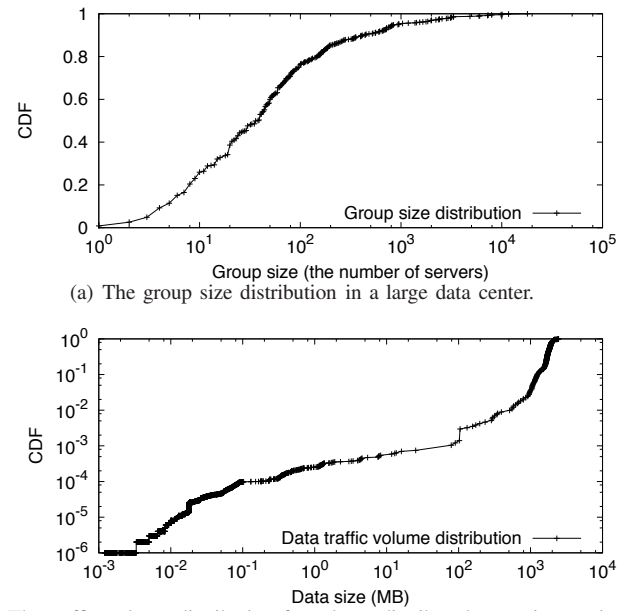 1
0.8
0.6
0.4
0.2
0
CDF
Group size distribution
10^0 10^1 10^2 10^3 10^4 10^5
Group size (the number of servers)
(a) The group size distribution in a large data center.
10^0
10^-1
10^-2
10^-3
10^-4
10^-5
10^-6
CDF
Data traffic volume distribution
10^-3 10^-2 10^-1 10^0 10^1 10^2 10^3 10^4
Data size (MB)